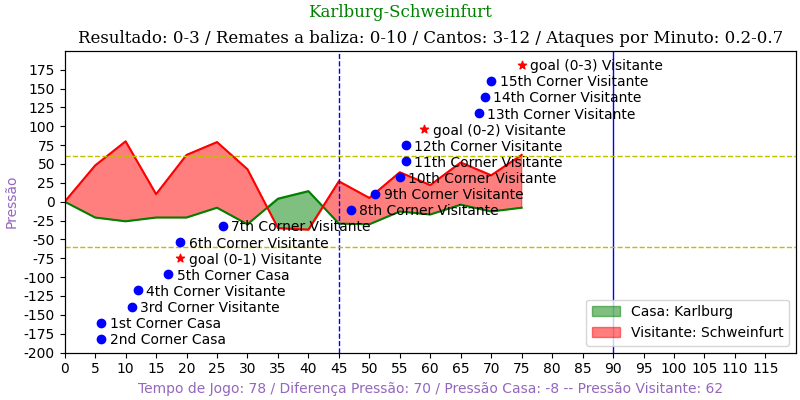 Karlburg-Schweinfurt
Resultado: 0-3 / Remates a baliza: 0-10 / Cantos: 3-12 / Ataques por Minuto: 0.2-0.7
175
150
125
100
75
50
25
0
-25
-50
-75
-100
-125
-150
-175
-200
Pressão
goal (0-3) Visitante
15th Corner Visitante
14th Corner Visitante
13th Corner Visitante
goal (0-2) Visitante
12th Corner Visitante
11th Corner Visitante
10th Corner Visitante
9th Corner Visitante
8th Corner Visitante
7th Corner Visitante
6th Corner Visitante
goal (0-1) Visitante
5th Corner Casa
4th Corner Visitante
3rd Corner Visitante
1st Corner Casa
2nd Corner Casa
Casa: Karlburg
Visitante: Schweinfurt
0 5 10 15 20 25 30 35 40 45 50 55 60 65 70 75 80 85 90 95 100 105 110 115
Tempo de Jogo: 78 / Diferença Pressão: 70 / Pressão Casa: -8 -- Pressão Visitante: 62